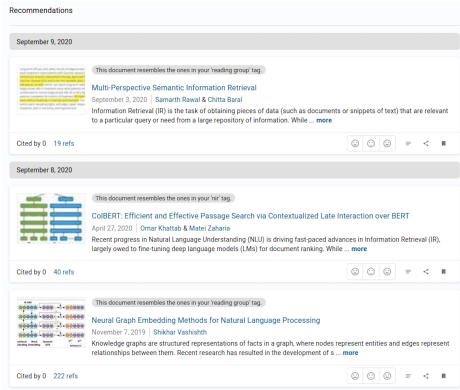 Recommendations
September 9, 2020
This document resembles the ones in your 'reading group' tag.
Multi-Perspective Semantic Information Retrieval
September 3, 2020 | Samarth Rawal & Chitta Baral
Information Retrieval (IR) is the task of obtaining pieces of data (such as documents or snippets of text) that are relevant
to a particular query or need from a large repository of information. While ... more
Cited by 0 19 refs
September 8, 2020
This document resembles the ones in your 'nir' tag.
ColBERT: Efficient and Effective Passage Search via Contextualized Late Interaction over BERT
April 27, 2020 | Omar Khattab & Matei Zaharia
Recent progress in Natural Language Understanding (NLU) is driving fast-paced advances in Information Retrieval (IR),
largely owed to fine-tuning deep language models (LMs) for document ranking. While ... more
Cited by 0 40 refs
This document resembles the ones in your 'reading group' tag.
Neural Graph Embedding Methods for Natural Language Processing
November 7, 2019 | Shikhar Vashishth
Knowledge graphs are structured representations of facts in a graph, where nodes represent entities and edges represent
relationships between them. Recent research has resulted in the development of s ... more
Cited by 0 222 refs